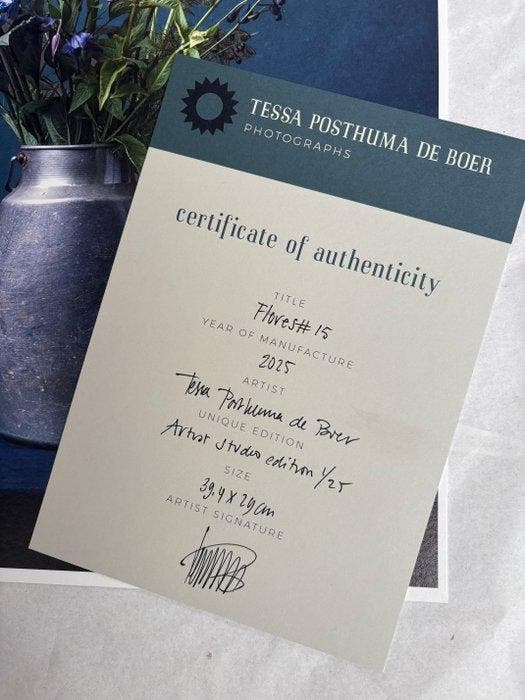 TESSA POSTHUMA DE BOER
PHOTOGRAPHS
certificate of authenticity
TITLE
Flores# 15
YEAR OF MANUFACTURE
2025
ARTIST
Tessa Posthuma de Boer
UNIQUE EDITION
Artist studio edition 1/25
SIZE
39,4 x 29 cm
ARTIST SIGNATURE